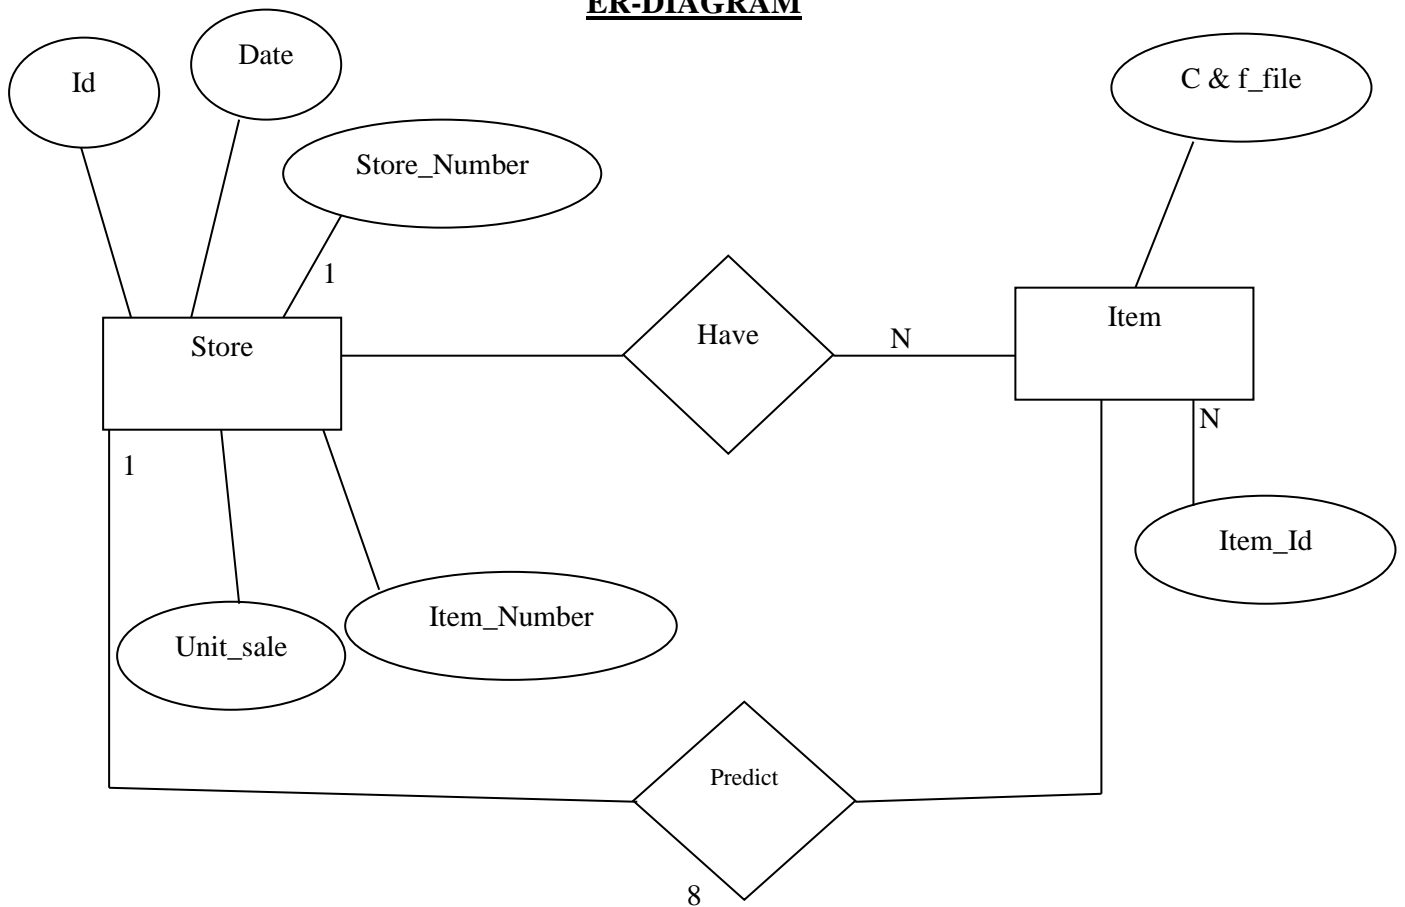 ER-DIAGRAM
Id
Date
C & f_file
Store_Number
1
Store
Have
N
Item
N
1
Item_Id
Unit_sale
Item_Number
Predict
8